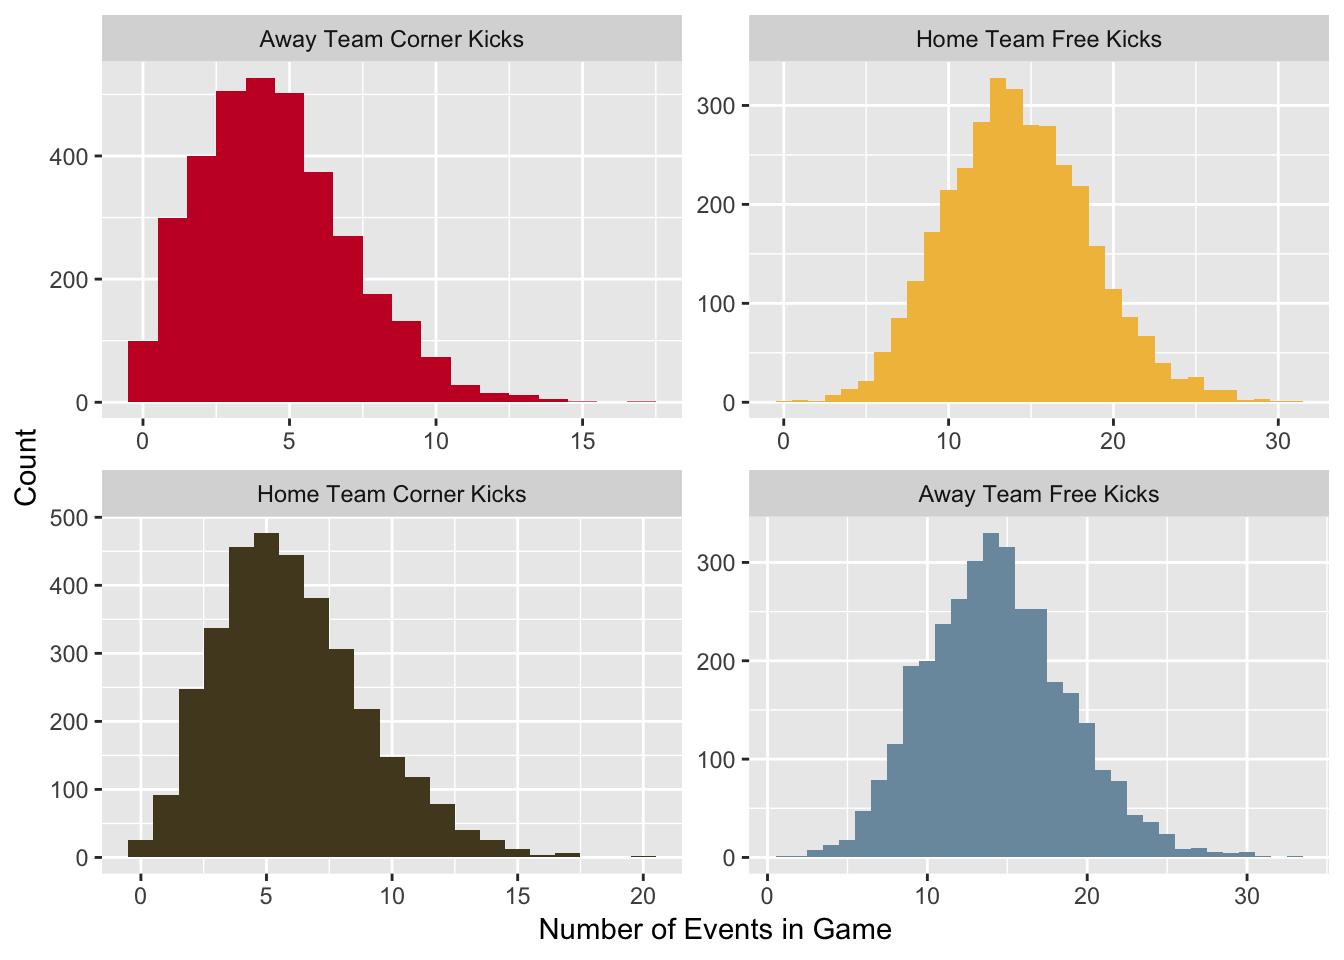 Away Team Corner Kicks
Home Team Free Kicks
400
200
0
300
200
100
0
0 5 10 15
0 10 20 30
Count
Home Team Corner Kicks
Away Team Free Kicks
500
400
300
200
100
0
300
200
100
0
0 5 10 15 20
0 10 20 30
Number of Events in Game